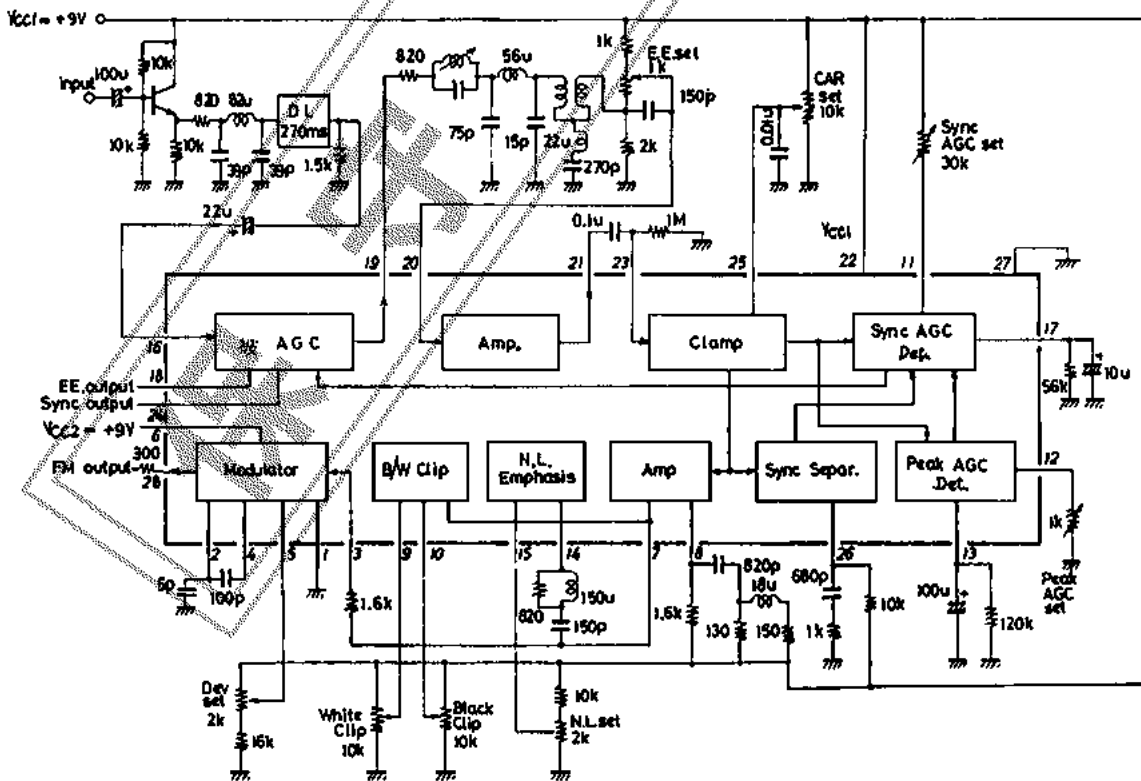 VCC1 = +9V
100u
input
10k
10k
10k
820
82u
39p
39p
D L
270ms
1.5k
22u
820
56u
75p
15p
22u
270p
1k
E.E. set
1k
150p
2k
0.1u
1M
0.01u
CAR
set
10k
Sync
AGC set
30k
VCC1
19
20
21
23
25
22
11
27
16
AGC
Amp.
Clamp
Sync AGC
Det.
17
56k
10u
18
EE output
Sync output
24
6
VCC2 = +9V
300
FM output
28
Modulator
B/W Clip
N.L.
Emphasis
Amp
Sync Separ.
Peak AGC
Det.
12
1k
Peak
AGC
set
2
4
5
1
3
9
10
15
14
7
8
26
13
6p
100p
1.6k
820
150u
150p
1.6k
820p
18u
130
150
680p
1k
10k
100u
120k
Dev
set
2k
16k
White
Clip
10k
Black
Clip
10k
10k
N.L. set
2k